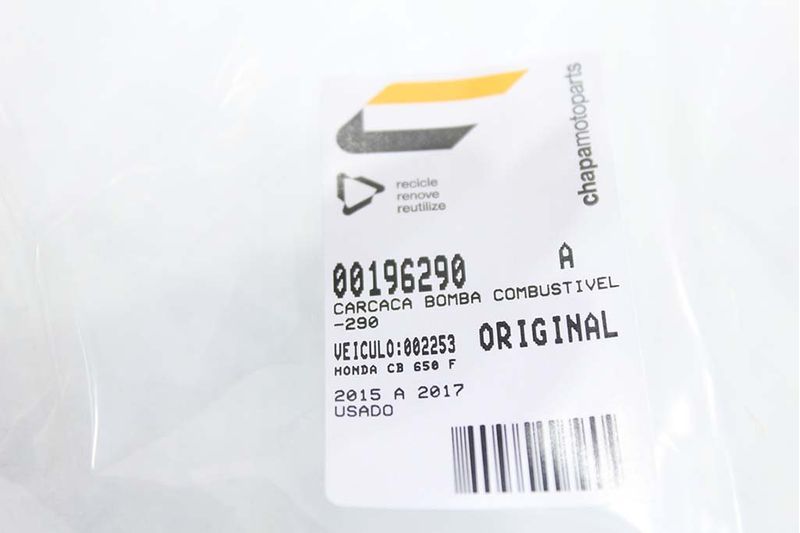 chapamotoparts
recicle
renove
reutilize
00196290 A
CARCACA BOMBA COMBUSTIVEL
-290
VEICULO:002253 ORIGINAL
HONDA CB 650 F
2015 A 2017
USADO